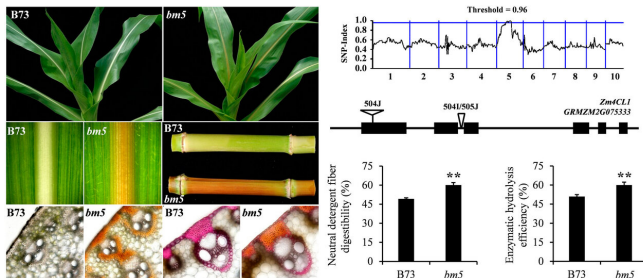 B73
bm5
B73
bm5
B73
bm5
B73
bm5
B73
bm5
Threshold = 0.96
SNP-Index
1.0
0.8
0.6
0.4
0.2
0.0
1 2 3 4 5 6 7 8 9 10
504J
504I/505J
Zm4CL1
GRMZM2G075333
Neutral detergent fiber
digestibility (%)
75
60
45
30
15
0
**
B73
bm5
Enzymatic hydrolysis
efficiency (%)
75
60
45
30
15
0
**
B73
bm5